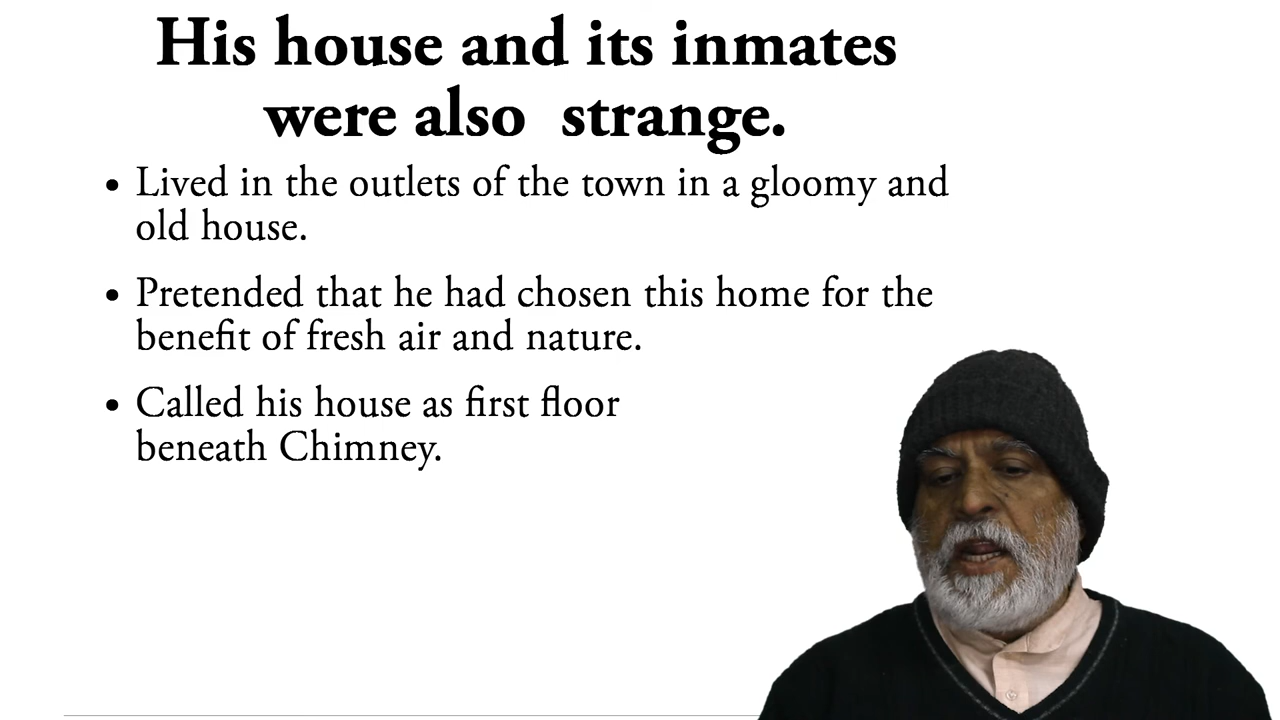 His house and its inmates
were also strange.
• Lived in the outlets of the town in a gloomy and
old house.
• Pretended that he had chosen this home for the
benefit of fresh air and nature.
• Called his house as first floor
beneath Chimney.